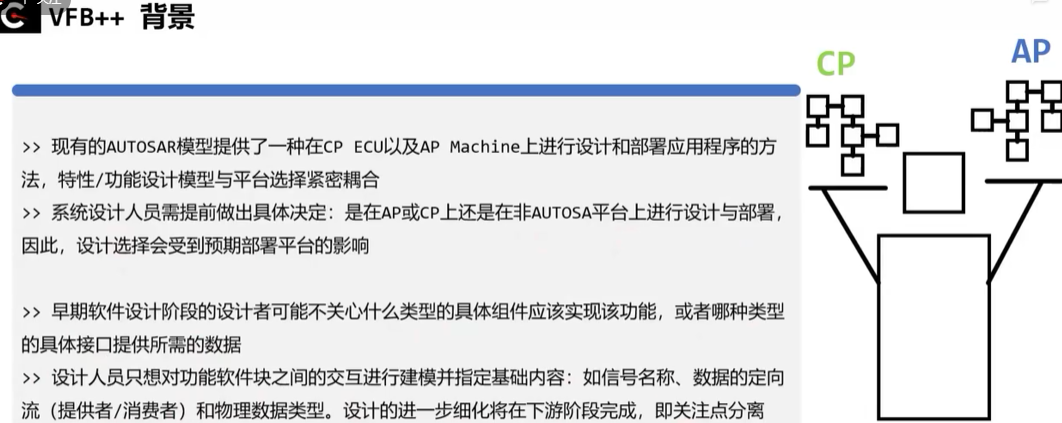 VFB++ 背景
CP
AP
>> 现有的AUTOSAR模型提供了一种在CP ECU以及AP Machine上进行设计和部署应用程序的方
法，特性/功能设计模型与平台选择紧密耦合
>> 系统设计人员需提前做出具体决定：是在AP或CP上还是在非AUTOSA平台上进行设计与部署，
因此，设计选择会受到预期部署平台的影响
>> 早期软件设计阶段的设计者可能不关心什么类型的具体组件应该实现该功能，或者哪种类型
的具体接口提供所需的数据
>> 设计人员只想对功能软件块之间的交互进行建模并指定基础内容：如信号名称、数据的定向
流（提供者/消费者）和物理数据类型。设计的进一步细化将在下游阶段完成，即关注点分离